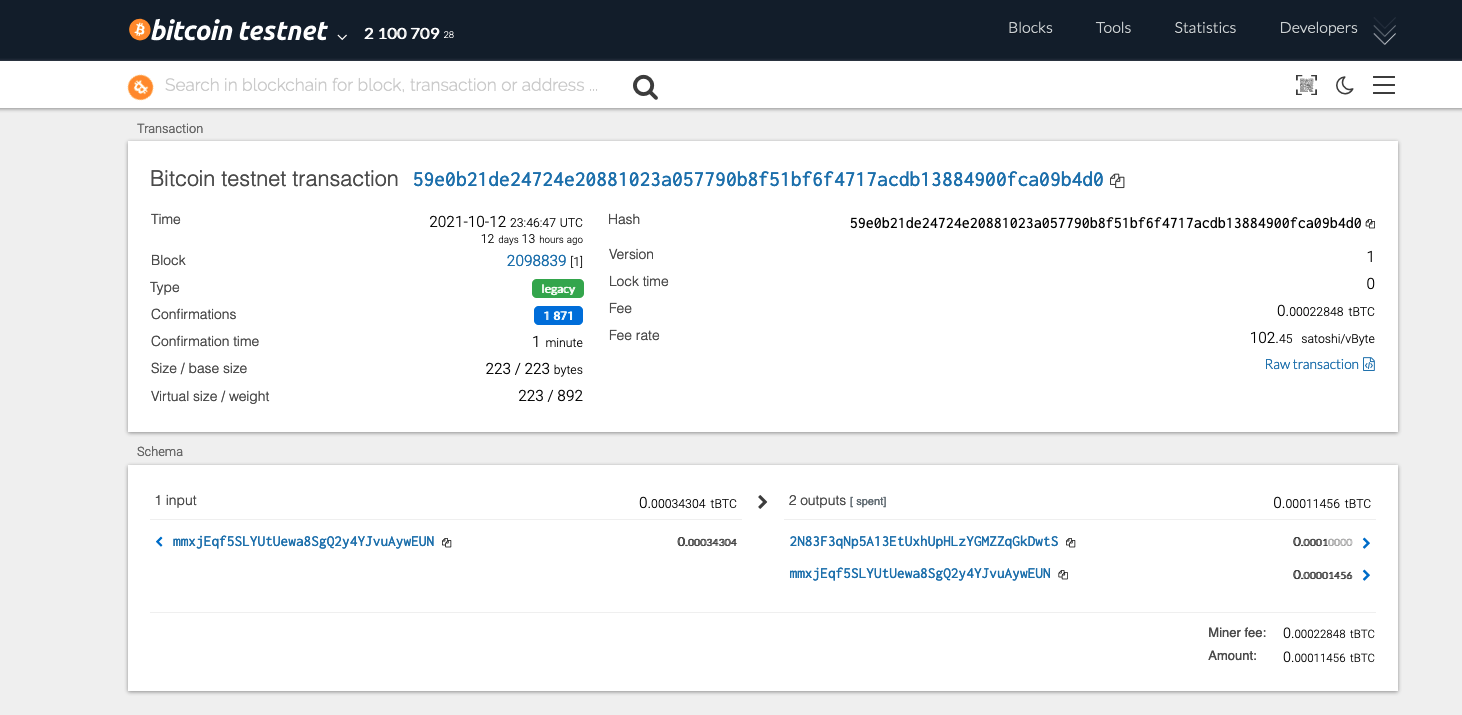 bitcoin testnet 2 100 709 28 Blocks Tools Statistics Developers
Search in blockchain for block, transaction or address ...
Transaction
Bitcoin testnet transaction 59e0b21de24724e20881023a057790b8f51bf6f4717acdb13884900fca09b4d0
Time 2021-10-12 23:46:47 UTC
12 days 13 hours ago
Block 2098839 [1]
Type legacy
Confirmations 1 871
Confirmation time 1 minute
Size / base size 223 / 223 bytes
Virtual size / weight 223 / 892
Hash 59e0b21de24724e20881023a057790b8f51bf6f4717acdb13884900fca09b4d0
Version 1
Lock time 0
Fee 0.00022848 tBTC
Fee rate 102.45 satoshi/vByte
Raw transaction
Schema
1 input 0.00034304 tBTC
mmxjEqf5SLYUtUewa8SgQ2y4YJvuAywEUN 0.00034304
2 outputs [ spent] 0.00011456 tBTC
2N83F3qNp5A13EtUxhUpHLzYGMZZqGkDwtS 0.00010000
mmxjEqf5SLYUtUewa8SgQ2y4YJvuAywEUN 0.00001456
Miner fee: 0.00022848 tBTC
Amount: 0.00011456 tBTC